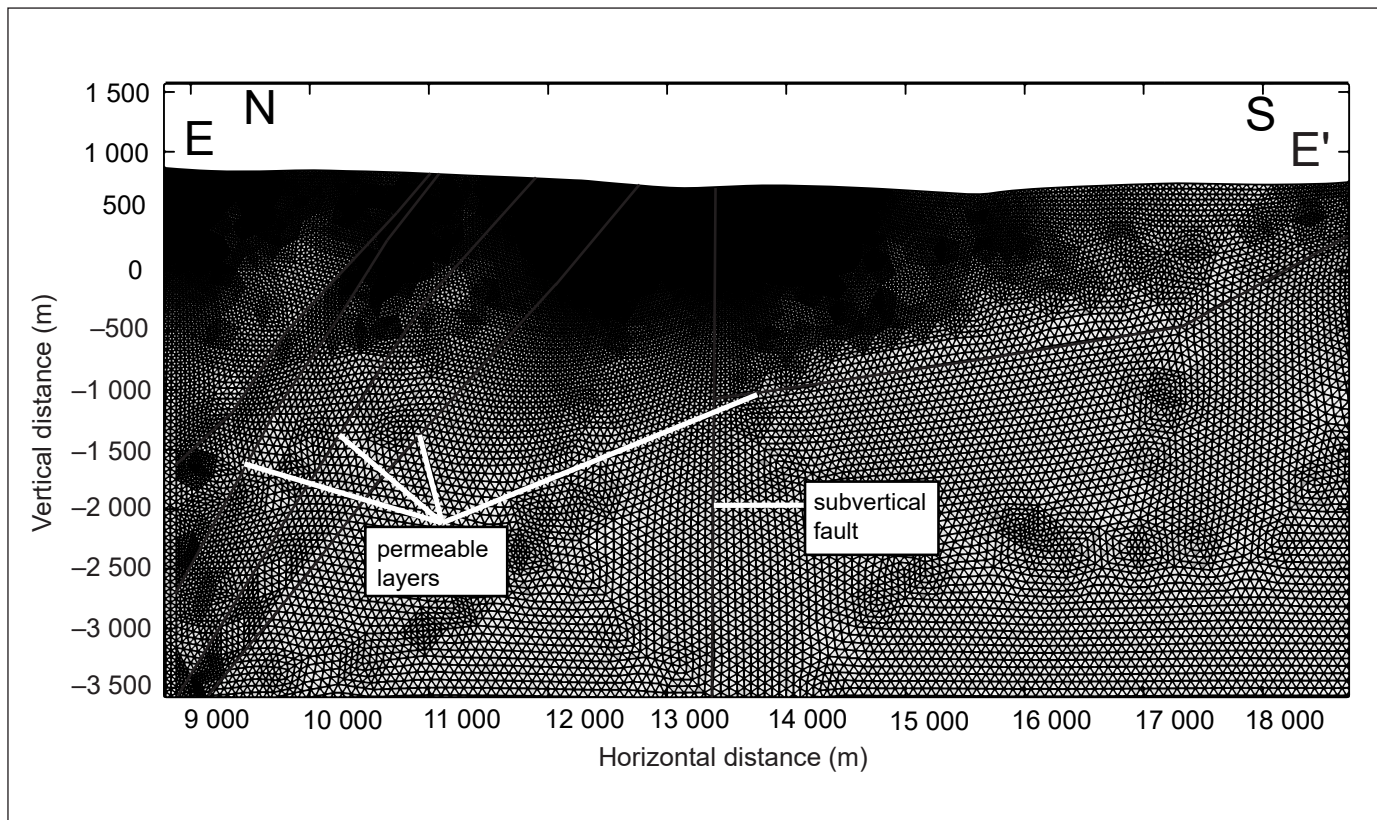 1 500
N
S
E
1 000
E'
500
0
–500
–1 000
–1 500
–2 000
–2 500
–3 000
–3 500
Vertical distance (m)
permeable
layers
subvertical
fault
9 000 10 000 11 000 12 000 13 000 14 000 15 000 16 000 17 000 18 000
Horizontal distance (m)